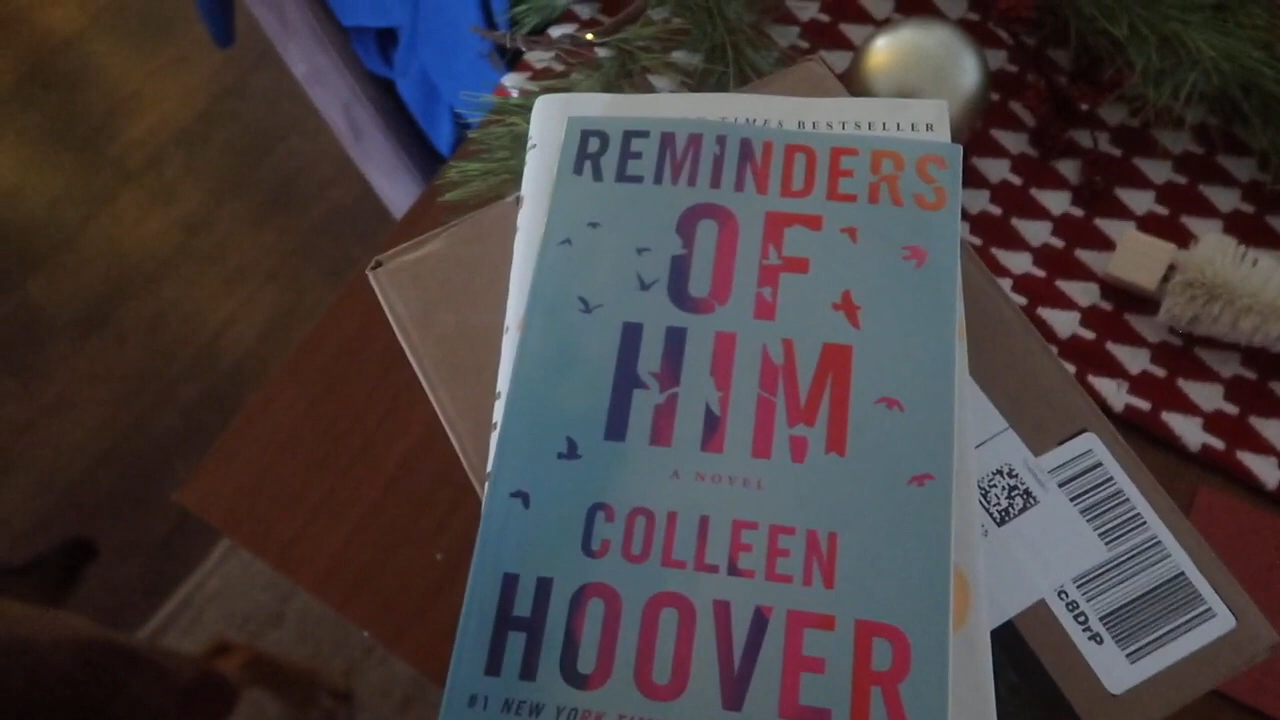 TIMES BESTSELLER
REMINDERS
OF
HIM
A NOVEL
COLLEEN
HOOVER
#1 NEW YORK
c8DrP